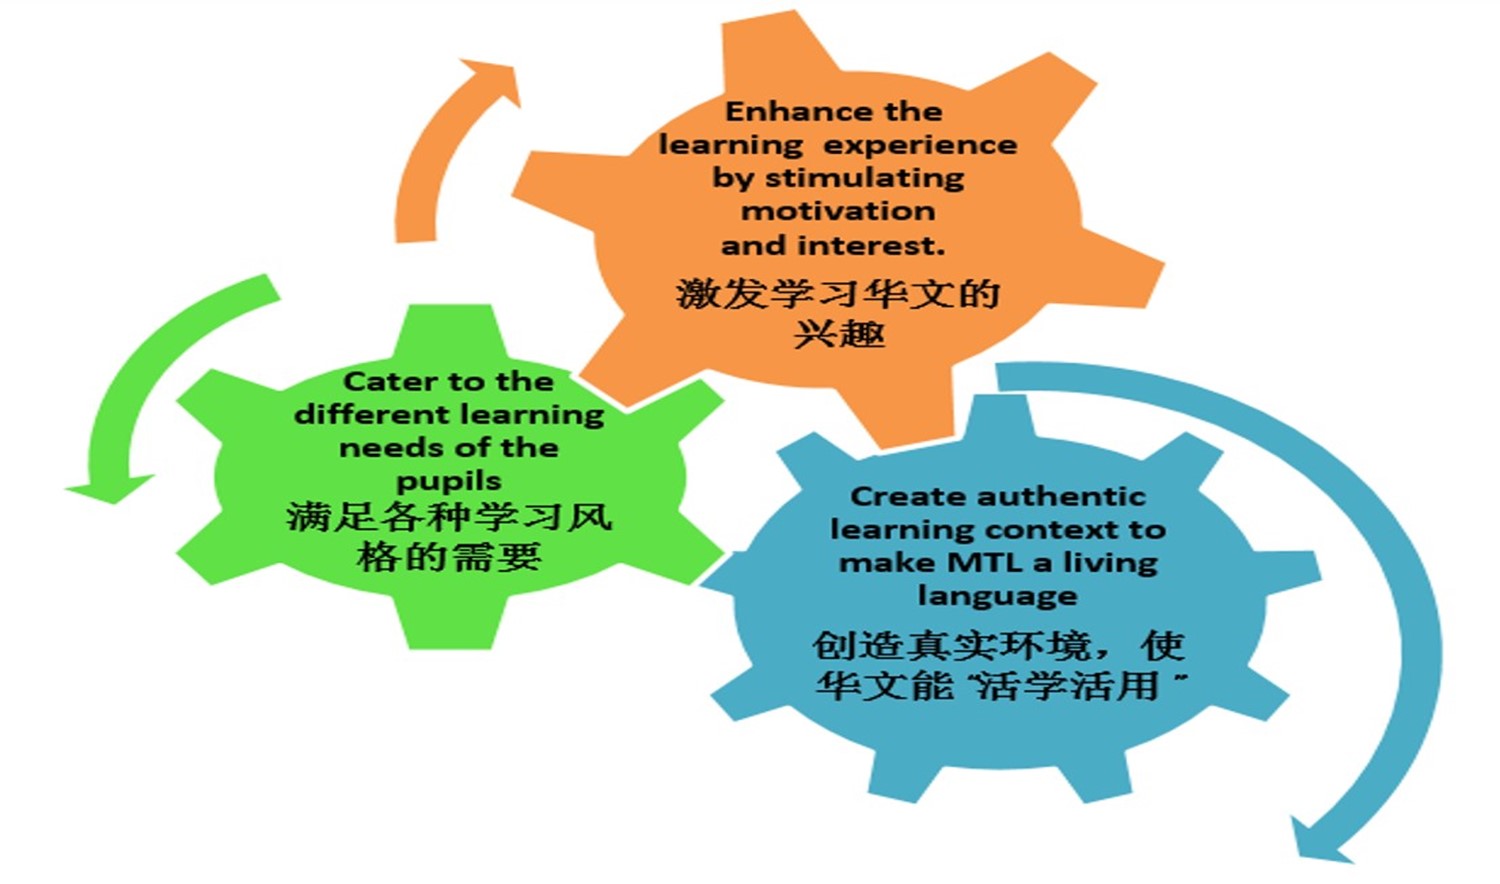 Enhance the
learning experience
by stimulating
motivation
and interest.
激发学习华文的
兴趣
Cater to the
different learning
needs of the
pupils
满足各种学习风
格的需要
Create authentic
learning context to
make MTL a living
language
创造真实环境，使
华文能“活学活用”